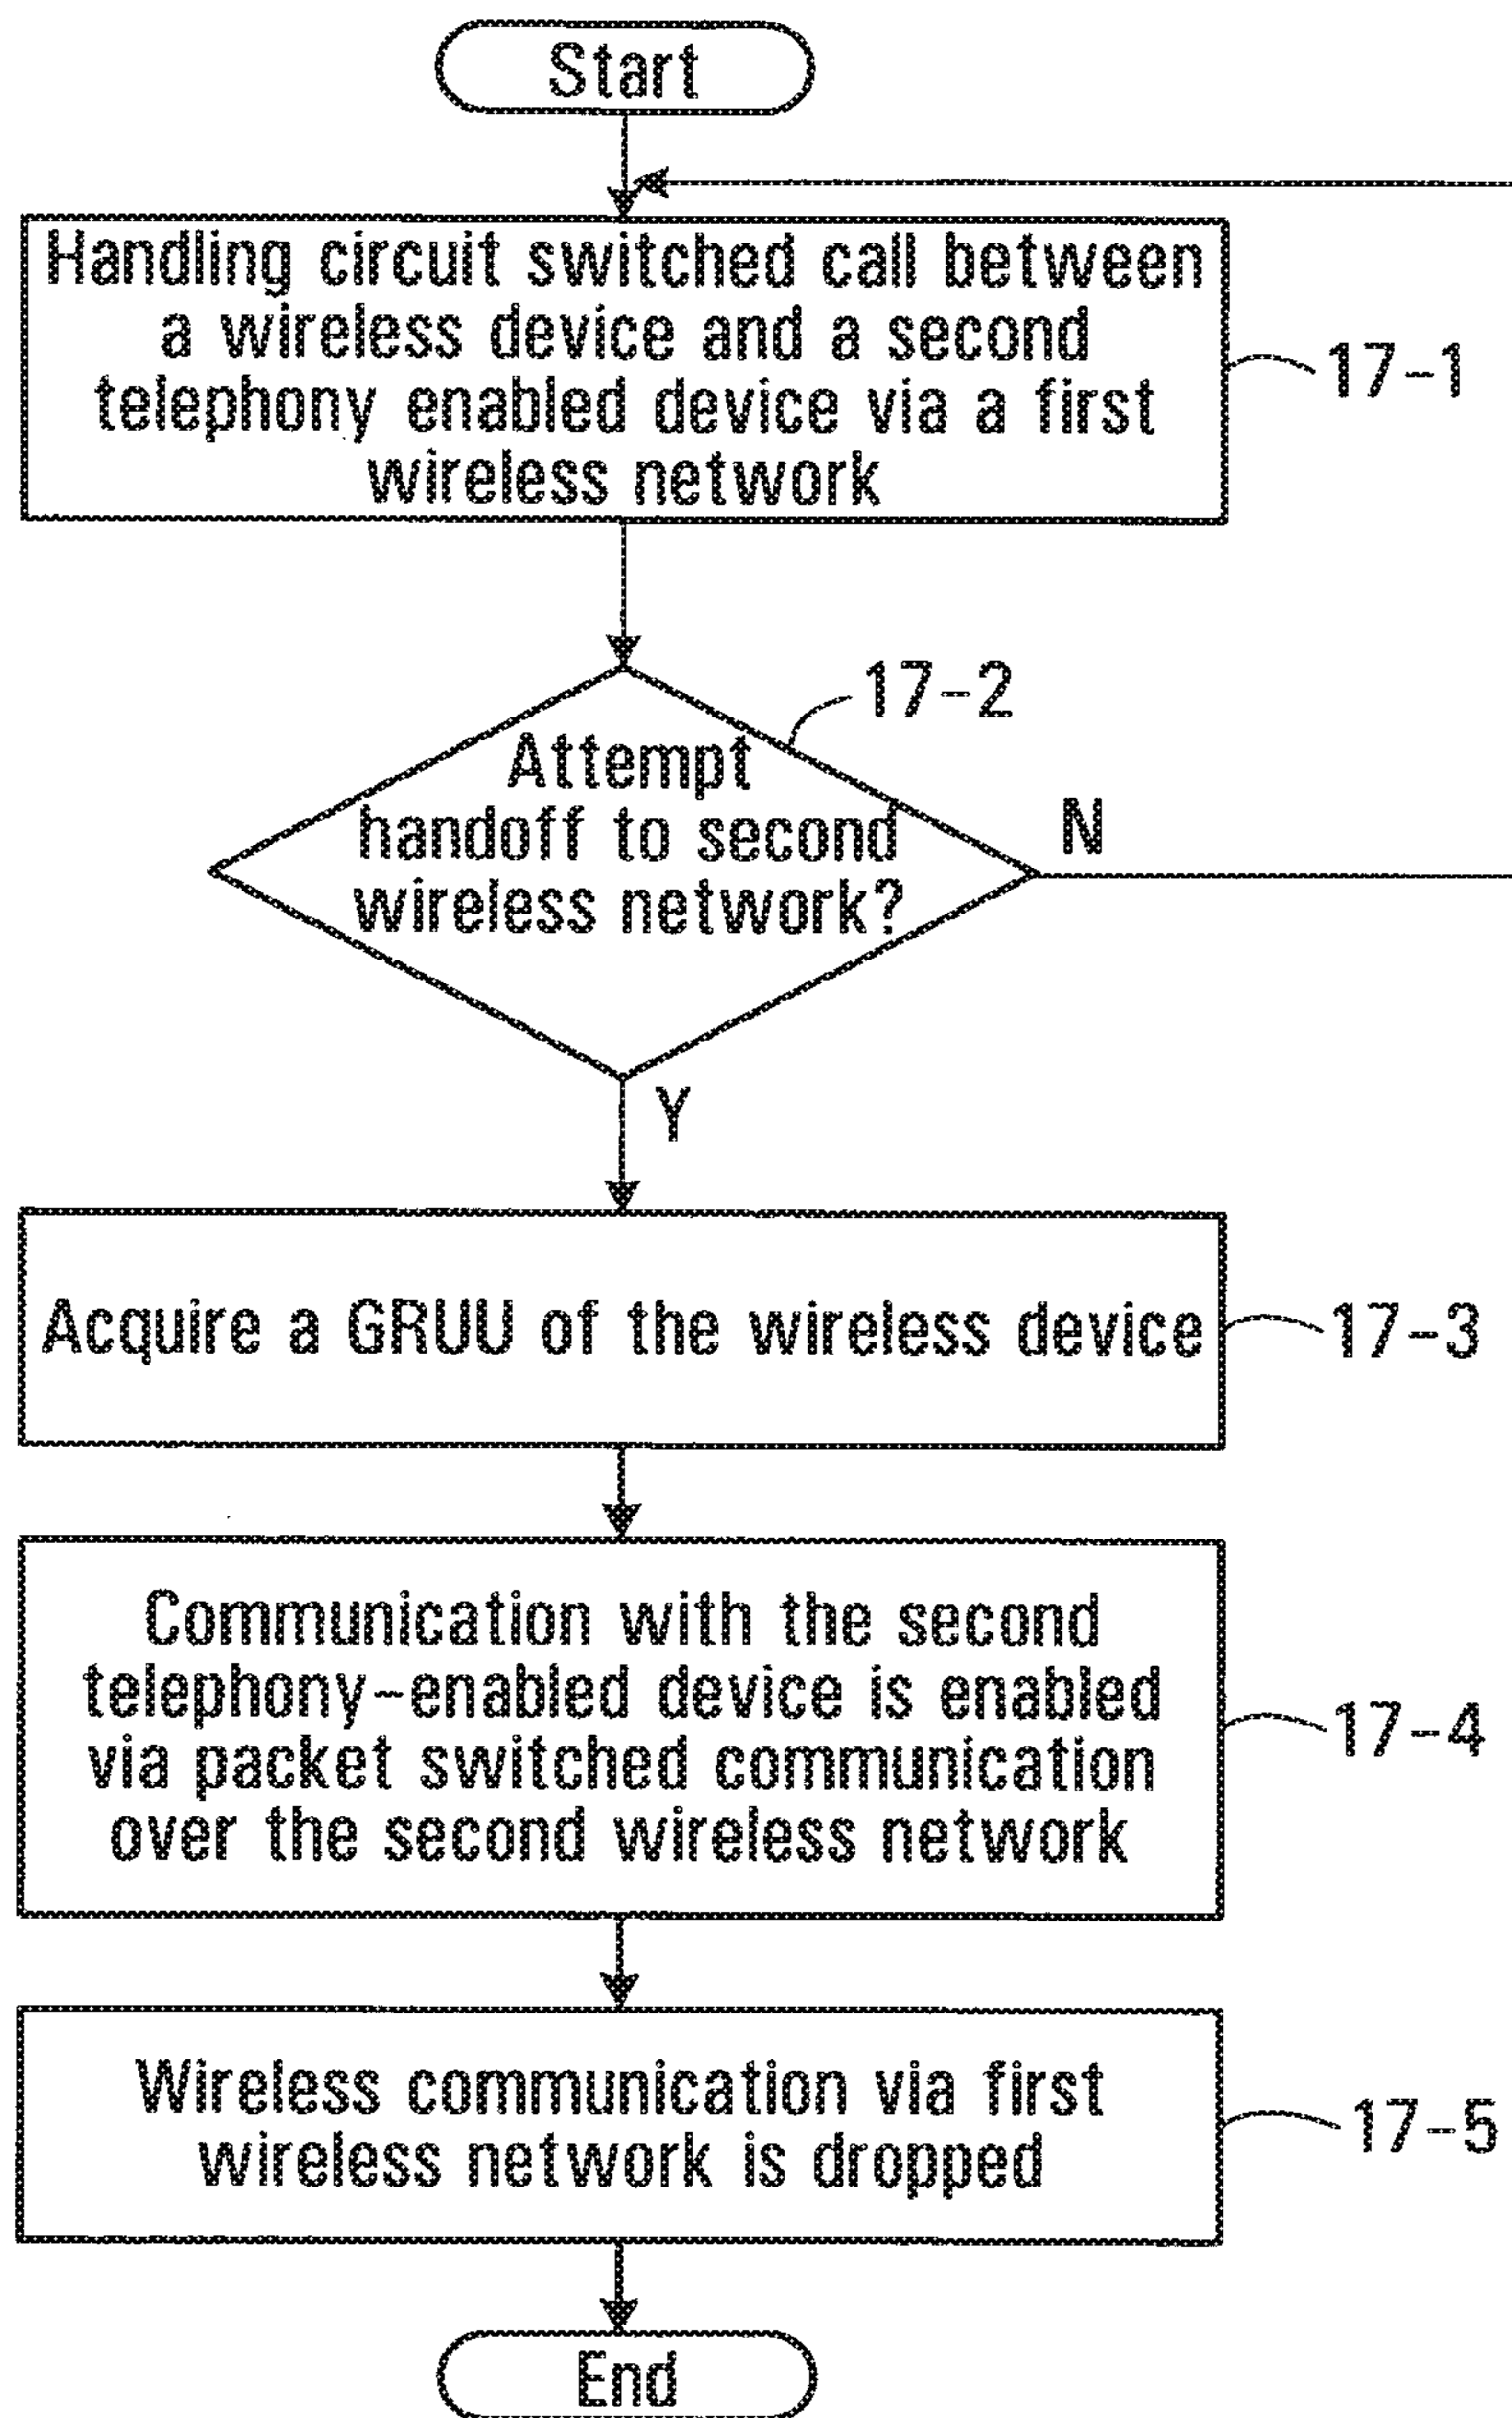 Start
Handling circuit switched call between
a wireless device and a second
telephony enabled device via a first
wireless network
17-1
17-2
Attempt
handoff to second
wireless network?
N
Y
Acquire a GRUU of the wireless device
17-3
Communication with the second
telephony-enabled device is enabled
via packet switched communication
over the second wireless network
17-4
Wireless communication via first
wireless network is dropped
17-5
End